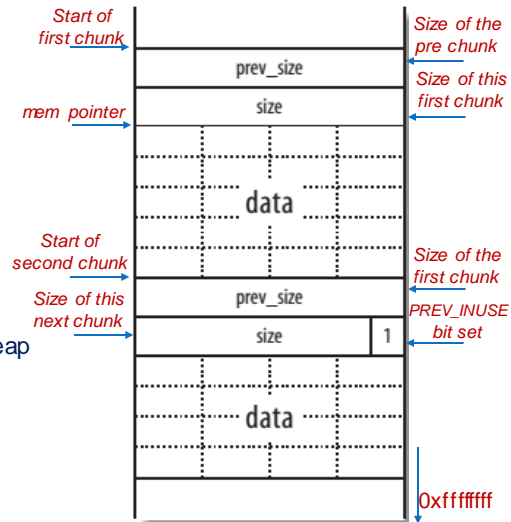 Start of
first chunk
Size of the
pre chunk
prev_size
Size of this
first chunk
size
mem pointer
data
Start of
second chunk
Size of the
first chunk
prev_size
Size of this
next chunk
PREV_INUSE
bit set
size
1
eap
data
0xffffffff